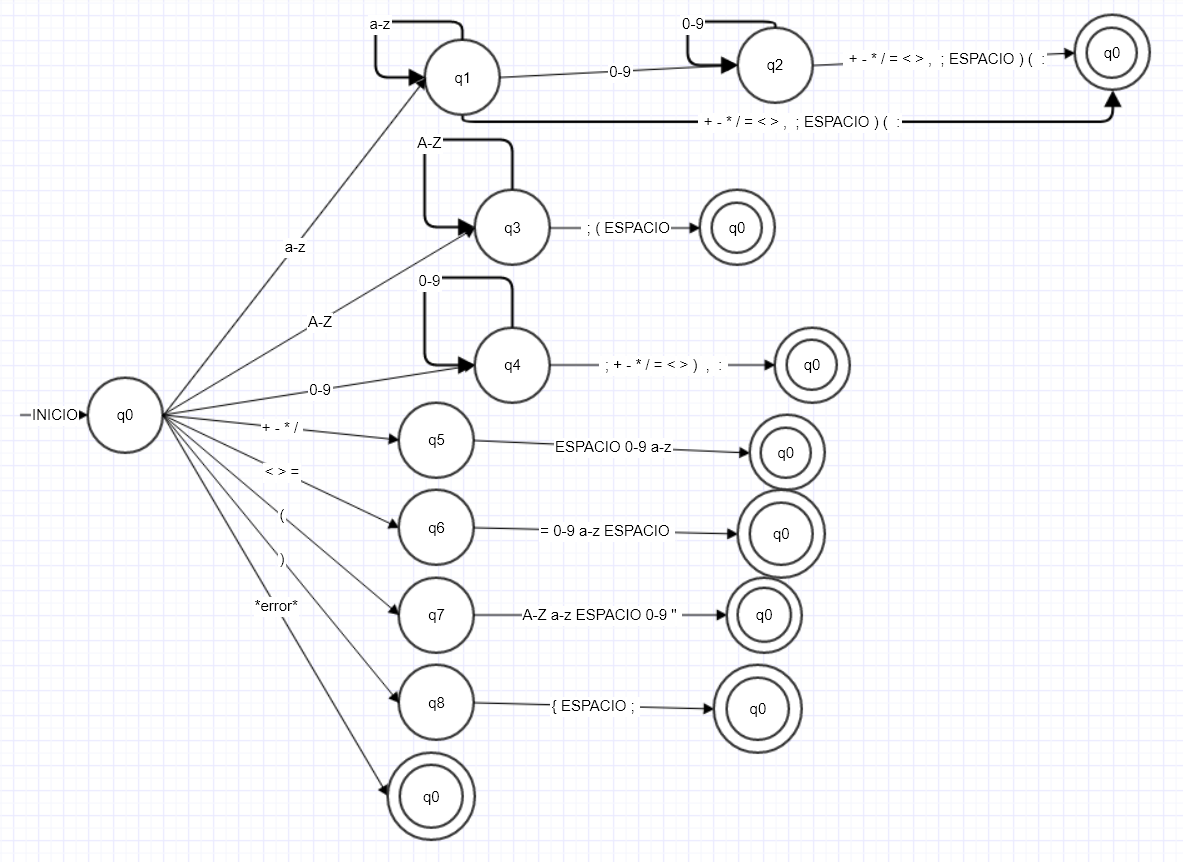 a-z
0-9
q1
0-9
q2
+ - * / = < > , ; ESPACIO ) ( :
q0
+ - * / = < > , ; ESPACIO ) ( :
A-Z
q3
; ( ESPACIO
q0
a-z
0-9
A-Z
q4
; + - * / = < > ) , :
q0
0-9
INICIO
q0
+ - * /
q5
ESPACIO 0-9 a-z
q0
< > =
q6
= 0-9 a-z ESPACIO
q0
(
q7
A-Z a-z ESPACIO 0-9 "
q0
)
q8
{ ESPACIO ;
q0
*error*
q0